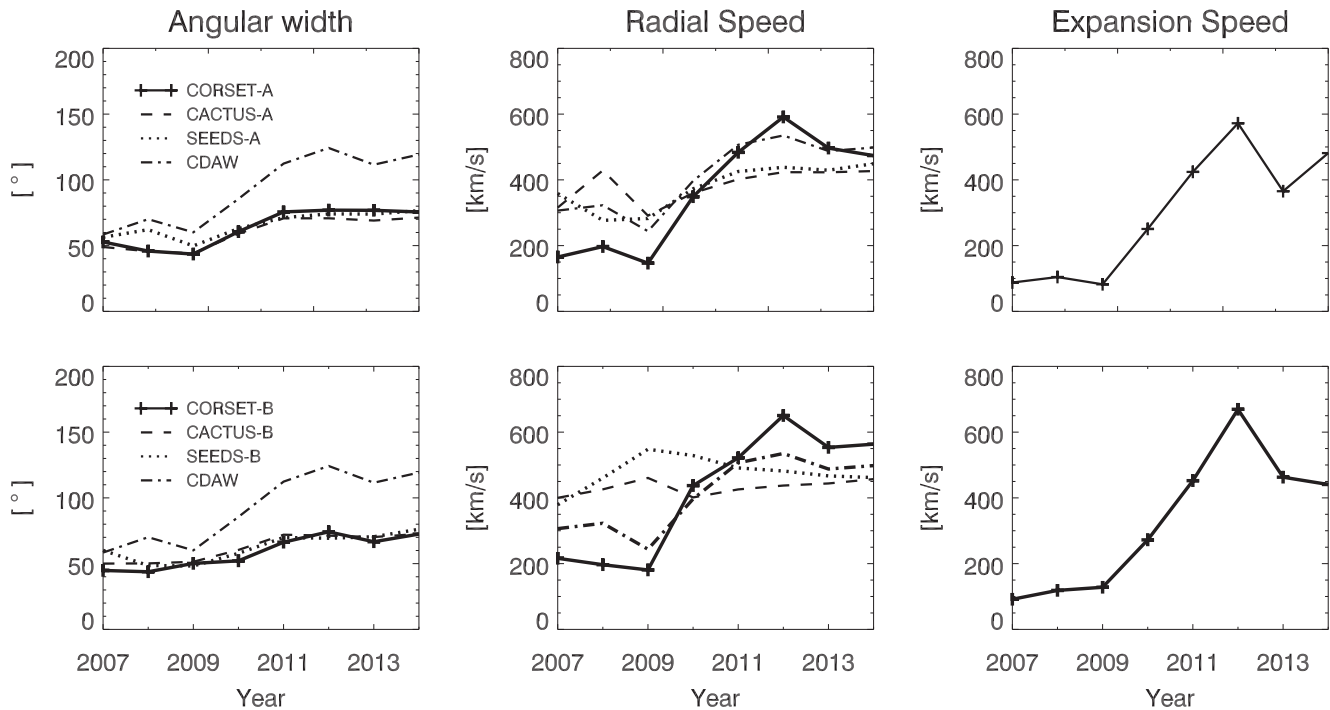 Angular width
Radial Speed
Expansion Speed
200
150
100
50
0
[ ° ]
CORSET-A
CACTUS-A
SEEDS-A
CDAW
800
600
400
200
0
[km/s]
800
600
400
200
0
[km/s]
200
150
100
50
0
[ ° ]
CORSET-B
CACTUS-B
SEEDS-B
CDAW
2007 2009 2011 2013
Year
800
600
400
200
0
[km/s]
2007 2009 2011 2013
Year
800
600
400
200
0
[km/s]
2007 2009 2011 2013
Year